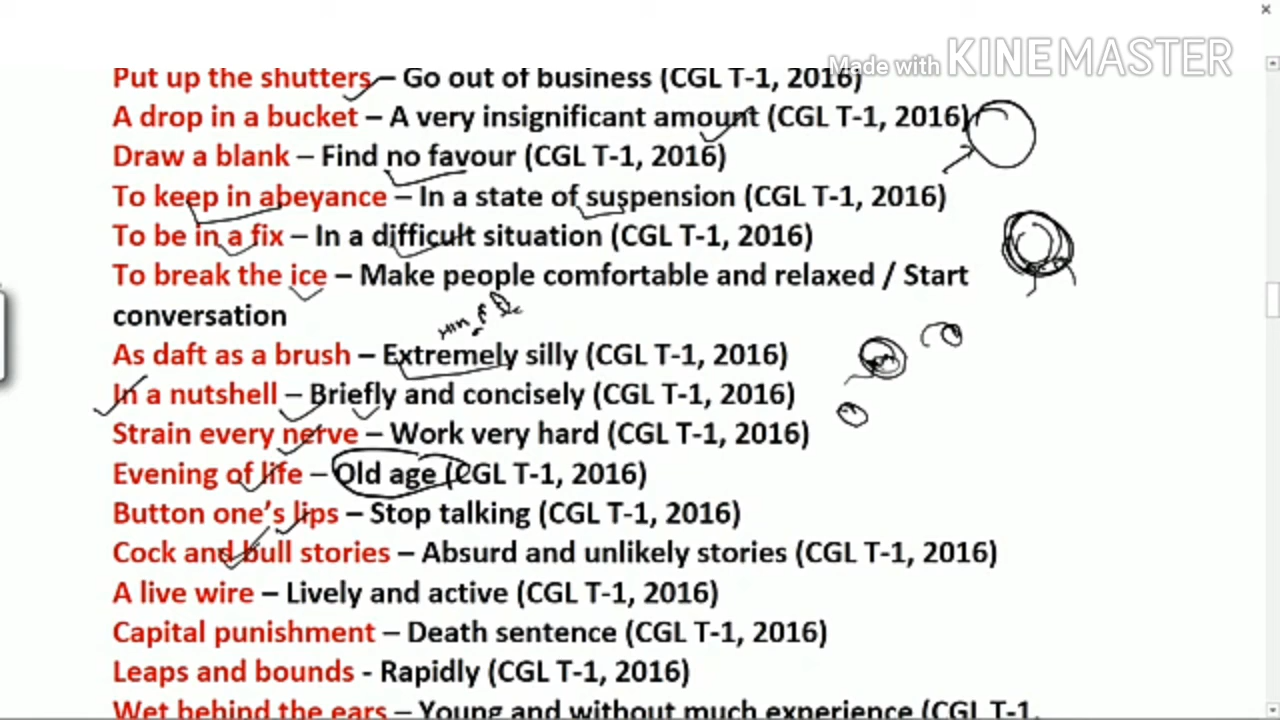 Made with KINEMASTER
Put up the shutters – Go out of business (CGL T-1, 2016)
A drop in a bucket – A very insignificant amount (CGL T-1, 2016)
Draw a blank – Find no favour (CGL T-1, 2016)
To keep in abeyance – In a state of suspension (CGL T-1, 2016)
To be in a fix – In a difficult situation (CGL T-1, 2016)
To break the ice – Make people comfortable and relaxed / Start
conversation
As daft as a brush – Extremely silly (CGL T-1, 2016)
In a nutshell – Briefly and concisely (CGL T-1, 2016)
Strain every nerve – Work very hard (CGL T-1, 2016)
Evening of life – Old age (CGL T-1, 2016)
Button one's lips – Stop talking (CGL T-1, 2016)
Cock and bull stories – Absurd and unlikely stories (CGL T-1, 2016)
A live wire – Lively and active (CGL T-1, 2016)
Capital punishment – Death sentence (CGL T-1, 2016)
Leaps and bounds - Rapidly (CGL T-1, 2016)
Wet behind the ears – Young and without much experience (CGL T-1,